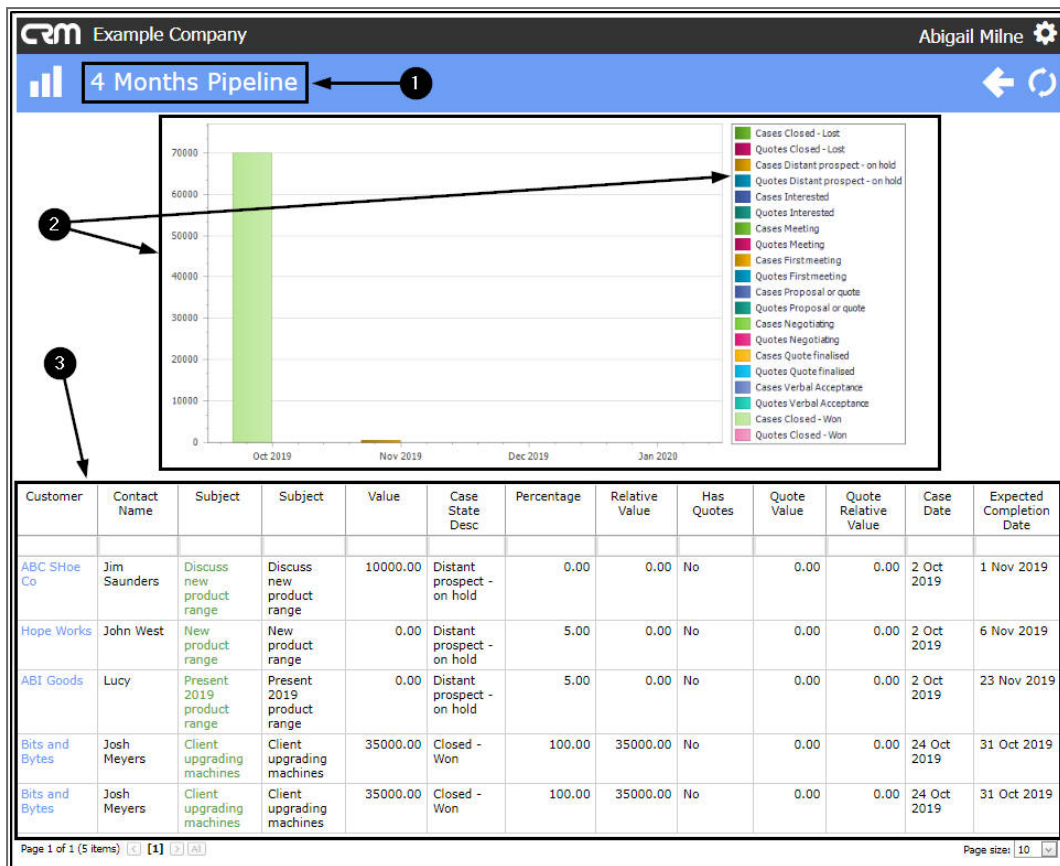 CRM Example Company Abigail Milne
4 Months Pipeline 1
2
3
70000
60000
50000
40000
30000
20000
10000
0
Oct 2019 Nov 2019 Dec 2019 Jan 2020
Cases Closed - Lost
Quotes Closed - Lost
Cases Distant prospect - on hold
Quotes Distant prospect - on hold
Cases Interested
Quotes Interested
Cases Meeting
Quotes Meeting
Cases Firstmeeting
Quotes Firstmeeting
Cases Proposal or quote
Quotes Proposal or quote
Cases Negotiating
Quotes Negotiating
Cases Quote finalised
Quotes Quote finalised
Cases Verbal Acceptance
Quotes Verbal Acceptance
Cases Closed - Won
Quotes Closed - Won
Customer Contact Subject Subject Value Case Percentage Relative Has Quote Quote Case Expected
Name State Value Quotes Value Relative Date Completion
Desc Value Date
ABC SHoe Jim Discuss Discuss 10000.00 Distant 0.00 0.00 No 0.00 0.00 2 Oct 1 Nov 2019
Co Saunders new new prospect - 2019
product product on hold
range range
Hope Works John West New New 0.00 Distant 5.00 0.00 No 0.00 0.00 2 Oct 6 Nov 2019
product product prospect - 2019
range range on hold
ABI Goods Lucy Present Present 0.00 Distant 5.00 0.00 No 0.00 0.00 2 Oct 23 Nov 2019
2019 2019 prospect - 2019
product product on hold
range range
Bits and Josh Client Client 35000.00 Closed - 100.00 35000.00 No 0.00 0.00 24 Oct 31 Oct 2019
Bytes Meyers upgrading upgrading Won 2019
machines machines
Bits and Josh Client Client 35000.00 Closed - 100.00 35000.00 No 0.00 0.00 24 Oct 31 Oct 2019
Bytes Meyers upgrading upgrading Won 2019
machines machines
Page 1 of 1 (5 items) < [1] > All Page size: 10